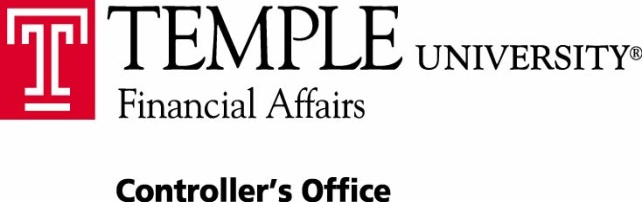 TEMPLE UNIVERSITY®
Financial Affairs
Controller's Office